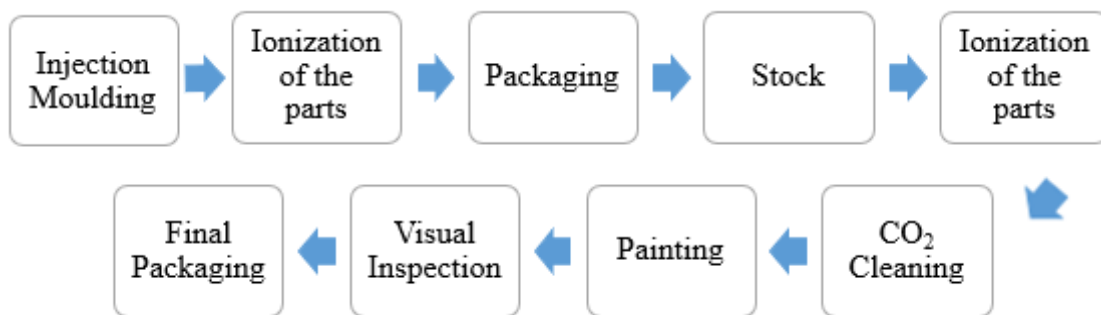 Injection
Moulding
Ionization
of the
parts
Packaging
Stock
Ionization
of the
parts
CO₂
Cleaning
Painting
Visual
Inspection
Final
Packaging